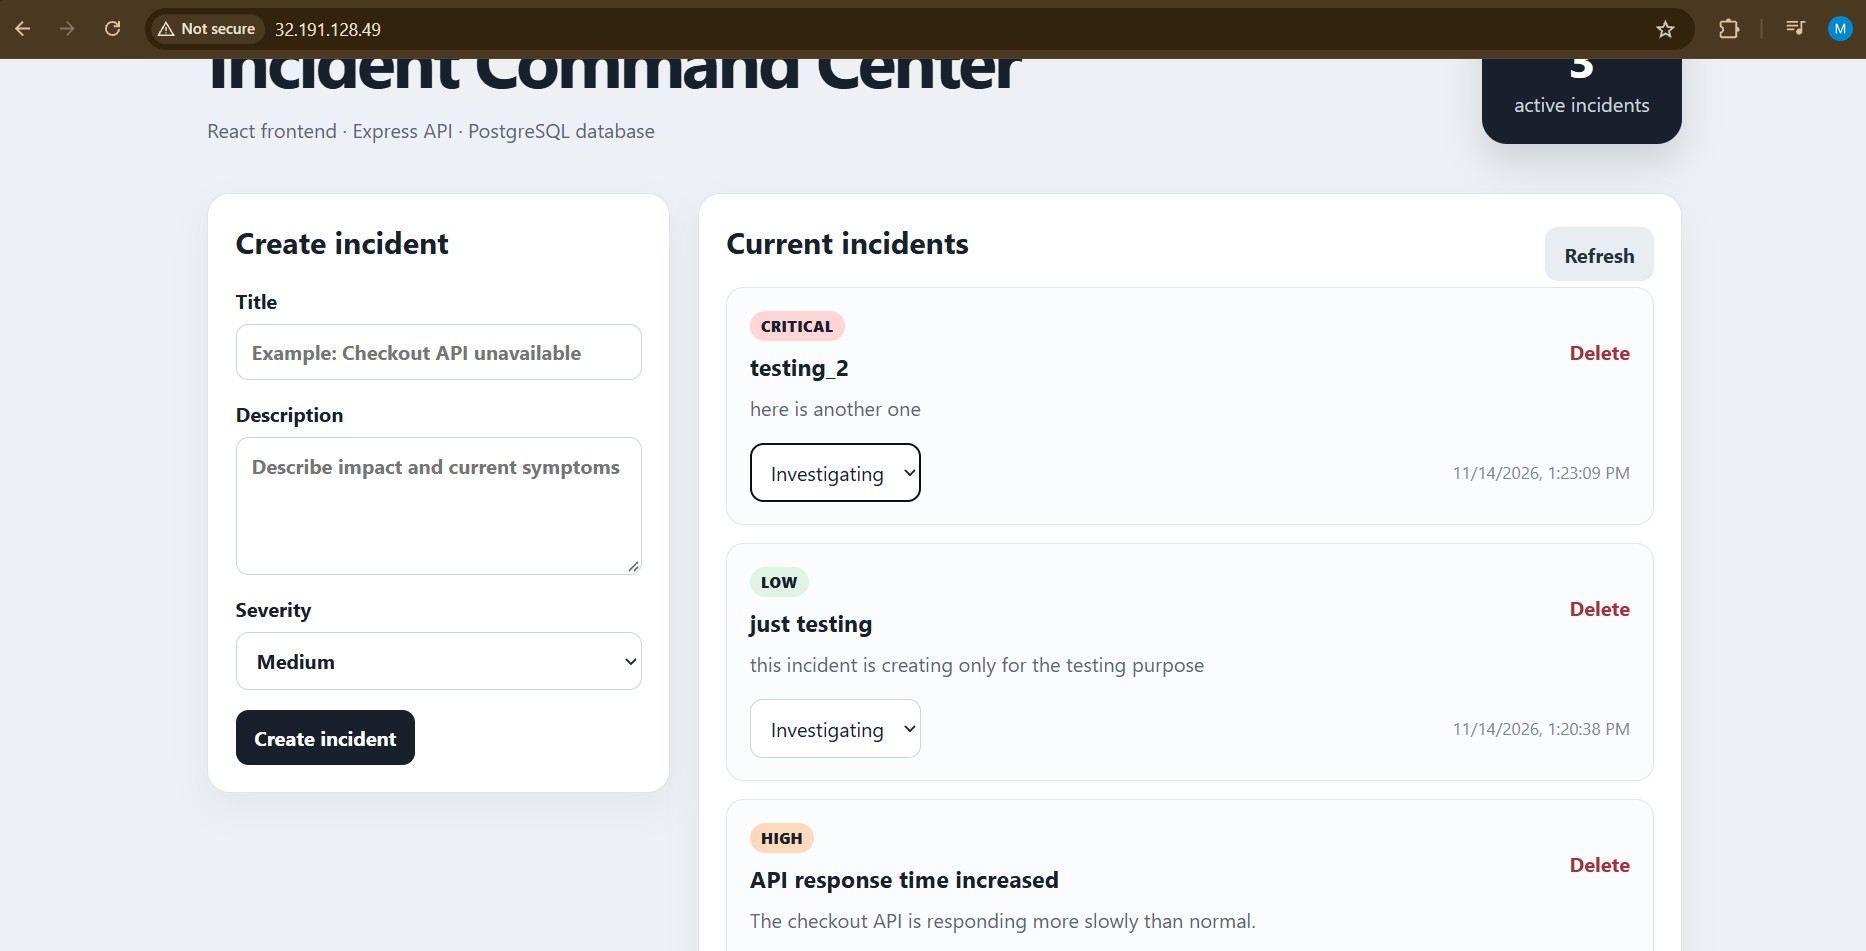 Not secure
32.191.128.49
M
Incident Command Center
3
React frontend · Express API · PostgreSQL database
active incidents
Create incident
Title
Example: Checkout API unavailable
Description
Describe impact and current symptoms
Severity
Medium
Create incident
Current incidents
Refresh
CRITICAL
testing_2
Delete
here is another one
Investigating
11/14/2026, 1:23:09 PM
LOW
just testing
Delete
this incident is creating only for the testing purpose
Investigating
11/14/2026, 1:20:38 PM
HIGH
API response time increased
Delete
The checkout API is responding more slowly than normal.